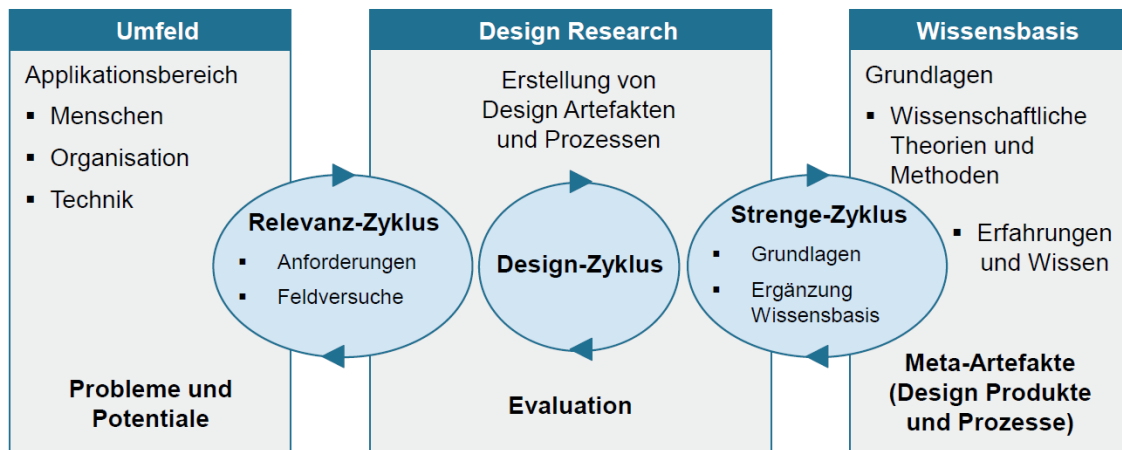 Umfeld
Applikationsbereich
▪ Menschen
▪ Organisation
▪ Technik
Probleme und
Potentiale
Relevanz-Zyklus
▪ Anforderungen
▪ Feldversuche
Design Research
Erstellung von
Design Artefakten
und Prozessen
Design-Zyklus
Evaluation
Strenge-Zyklus
▪ Grundlagen
▪ Ergänzung
Wissensbasis
Wissensbasis
Grundlagen
▪ Wissenschaftliche
Theorien und
Methoden
▪ Erfahrungen
und Wissen
Meta-Artefakte
(Design Produkte
und Prozesse)